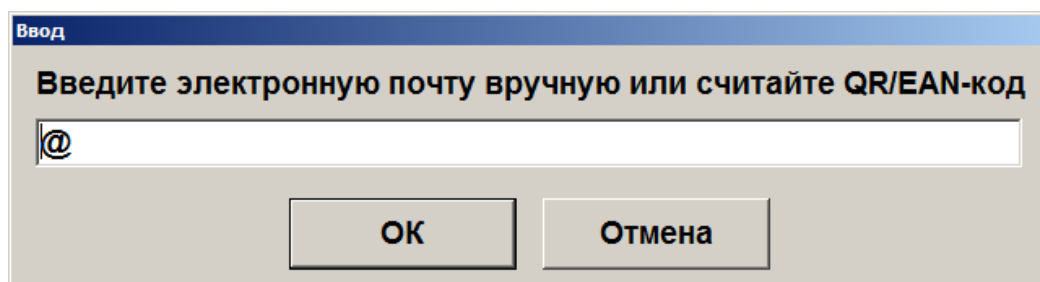 Ввод
Введите электронную почту вручную или считайте QR/EAN-код
@
ОК
Отмена